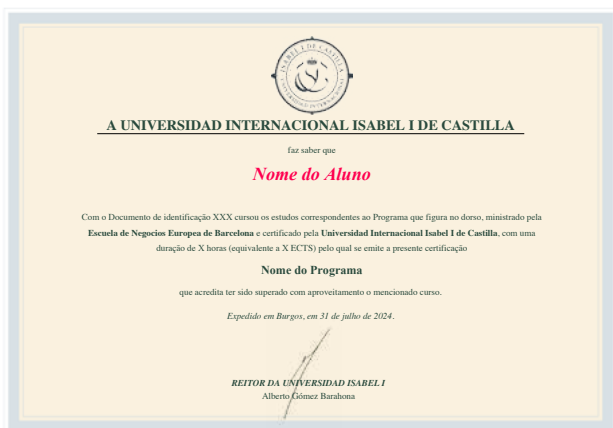 ISABEL I DE CASTILLA
UNIVERSIDAD INTERNACIONAL
A UNIVERSIDAD INTERNACIONAL ISABEL I DE CASTILLA
faz saber que
Nome do Aluno
Com o Documento de identificação XXX cursou os estudos correspondentes ao Programa que figura no dorso, ministrado pela
Escuela de Negocios Europea de Barcelona e certificado pela Universidad Internacional Isabel I de Castilla, com uma
duração de X horas (equivalente a X ECTS) pelo qual se emite a presente certificação
Nome do Programa
que acredita ter sido superado com aproveitamento o mencionado curso.
Expedido em Burgos, em 31 de julho de 2024.
REITOR DA UNIVERSIDAD ISABEL I
Alberto Gómez Barahona